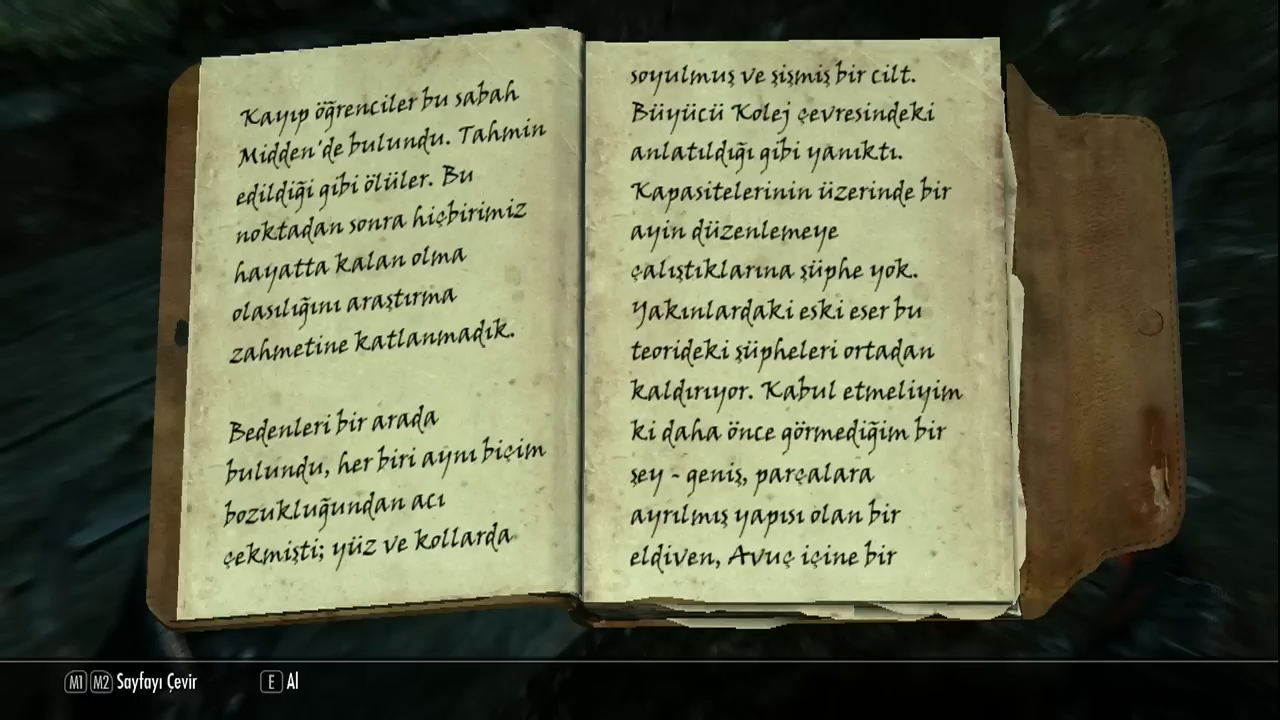 Kayıp öğrenciler bu sabah
Midden'de bulundu. Tahmin
edildiği gibi ölüler. Bu
noktadan sonra hiçbirimiz
hayatta kalan olma
olasılığını araştırma
zahmetine katlanmadık.
Bedenleri bir arada
bulundu, her biri aynı biçim
bozukluğundan acı
çekmişti; yüz ve kollarda
soyulmuş ve şişmiş bir cilt.
Büyücü Kolej çevresindeki
anlatıldığı gibi yanıktı.
Kapasitelerinin üzerinde bir
ayin düzenlemeye
çalıştıklarına şüphe yok.
Yakınlardaki eski eser bu
teorideki şüpheleri ortadan
kaldırıyor. Kabul etmeliyim
ki daha önce görmediğim bir
şey - geniş, parçalara
ayrılmış yapısı olan bir
eldiven, Avuç içine bir
M1 M2 Sayfayı Çevir
E Al